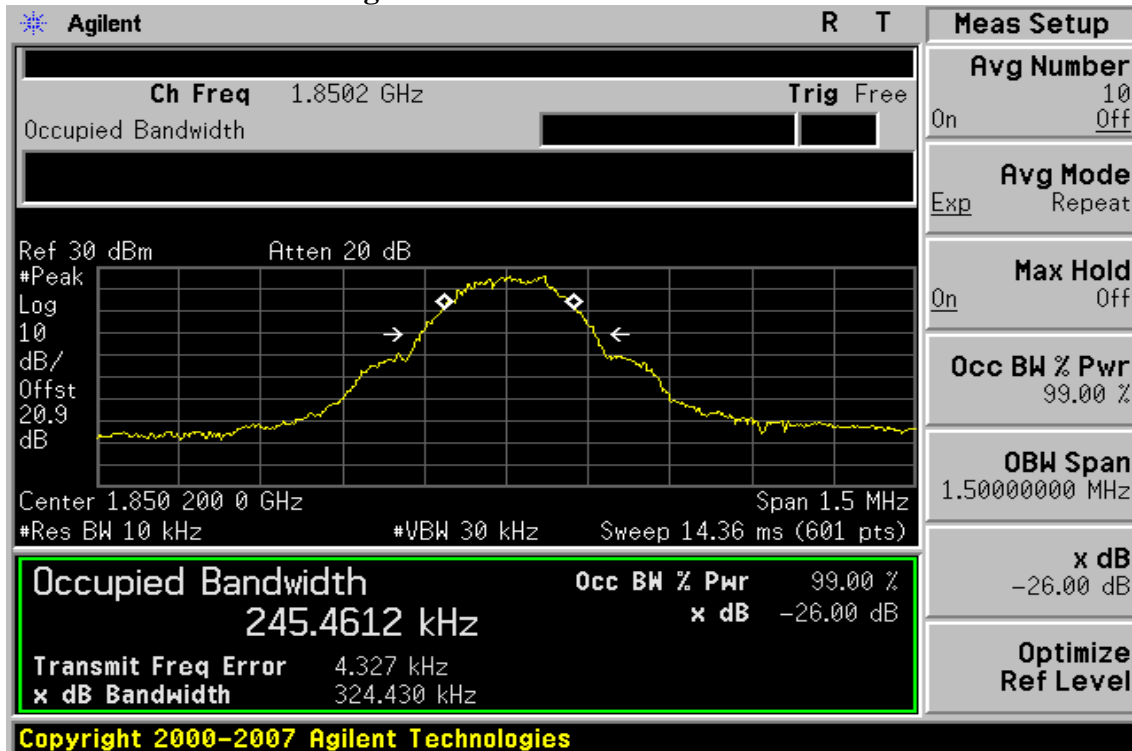 Agilent R T Meas Setup
Ch Freq 1.8502 GHz Trig Free
Occupied Bandwidth
Avg Number
10
On Off
Avg Mode
Exp Repeat
Max Hold
On Off
Occ BW % Pwr
99.00 %
OBW Span
1.50000000 MHz
x dB
-26.00 dB
Optimize
Ref Level
Ref 30 dBm Atten 20 dB
#Peak
Log
10
dB/
Offst
20.9
dB
Center 1.850 200 0 GHz Span 1.5 MHz
#Res BW 10 kHz #VBW 30 kHz Sweep 14.36 ms (601 pts)
Occupied Bandwidth Occ BW % Pwr 99.00 %
245.4612 kHz x dB -26.00 dB
Transmit Freq Error 4.327 kHz
x dB Bandwidth 324.430 kHz
Copyright 2000-2007 Agilent Technologies